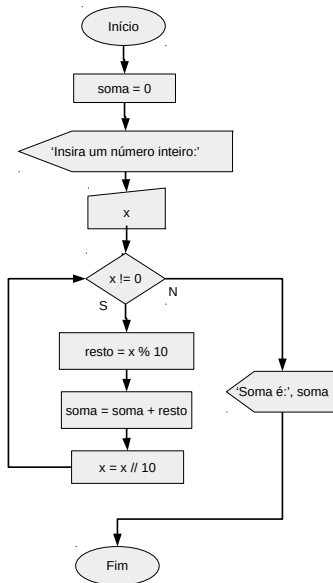 Início
soma = 0
‘Insira um número inteiro:’
x
x != 0
N
S
resto = x % 10
soma = soma + resto
‘Soma é:’, soma
x = x // 10
Fim